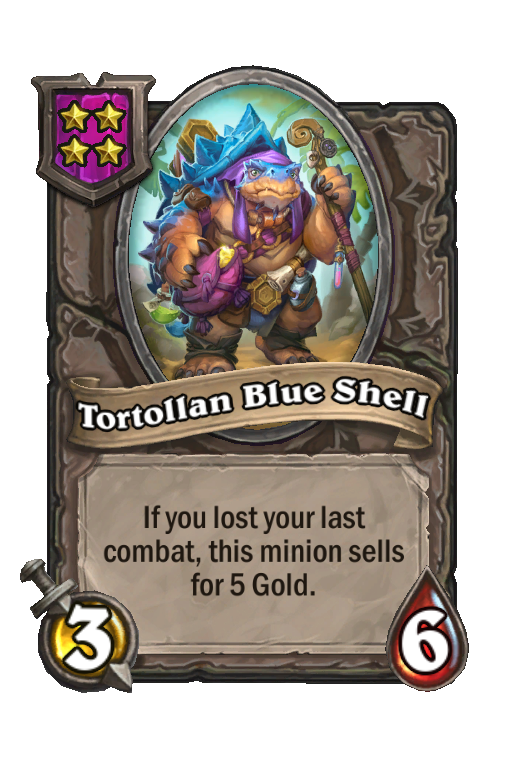 Tortollan Blue Shell
If you lost your last
combat, this minion sells
for 5 Gold.
3
6